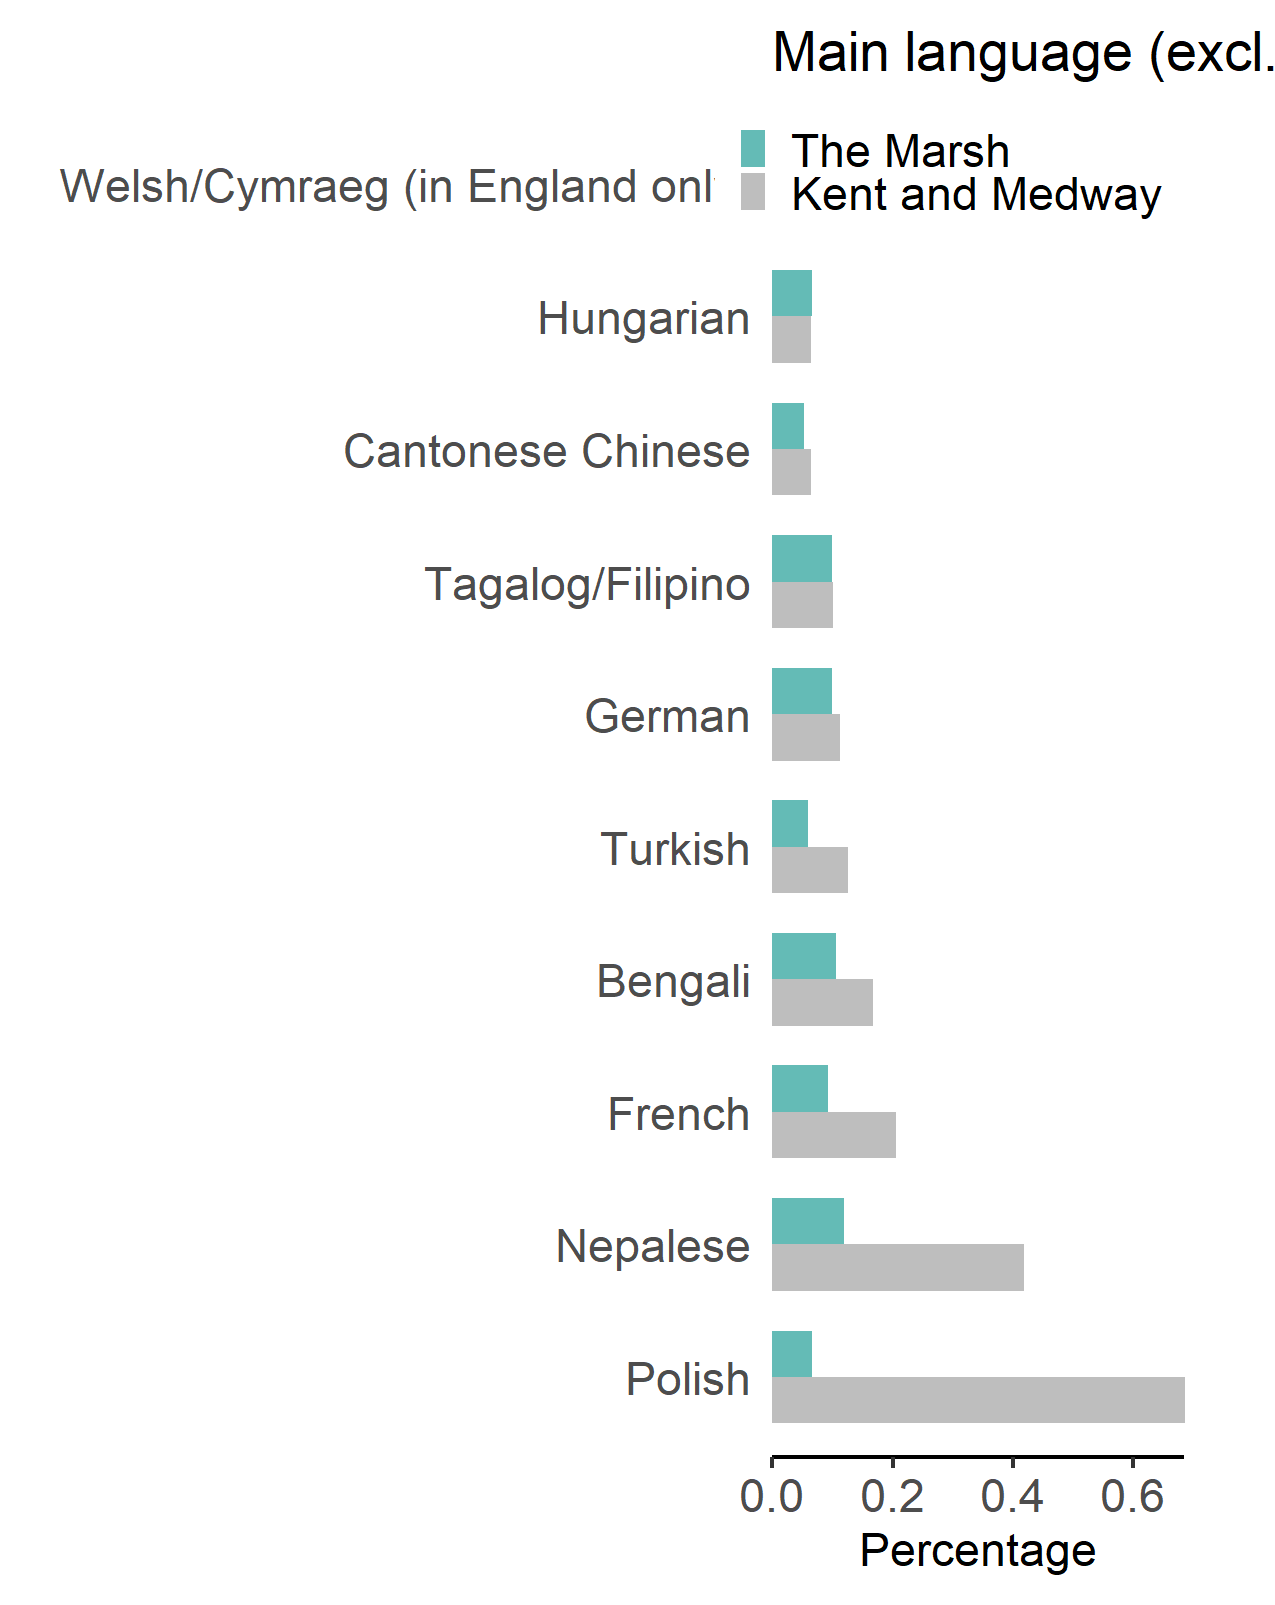 Main language (excl.
The Marsh
Kent and Medway
Welsh/Cymraeg (in England
Hungarian
Cantonese Chinese
Tagalog/Filipino
German
Turkish
Bengali
French
Nepalese
Polish
0.0 0.2 0.4 0.6
Percentage